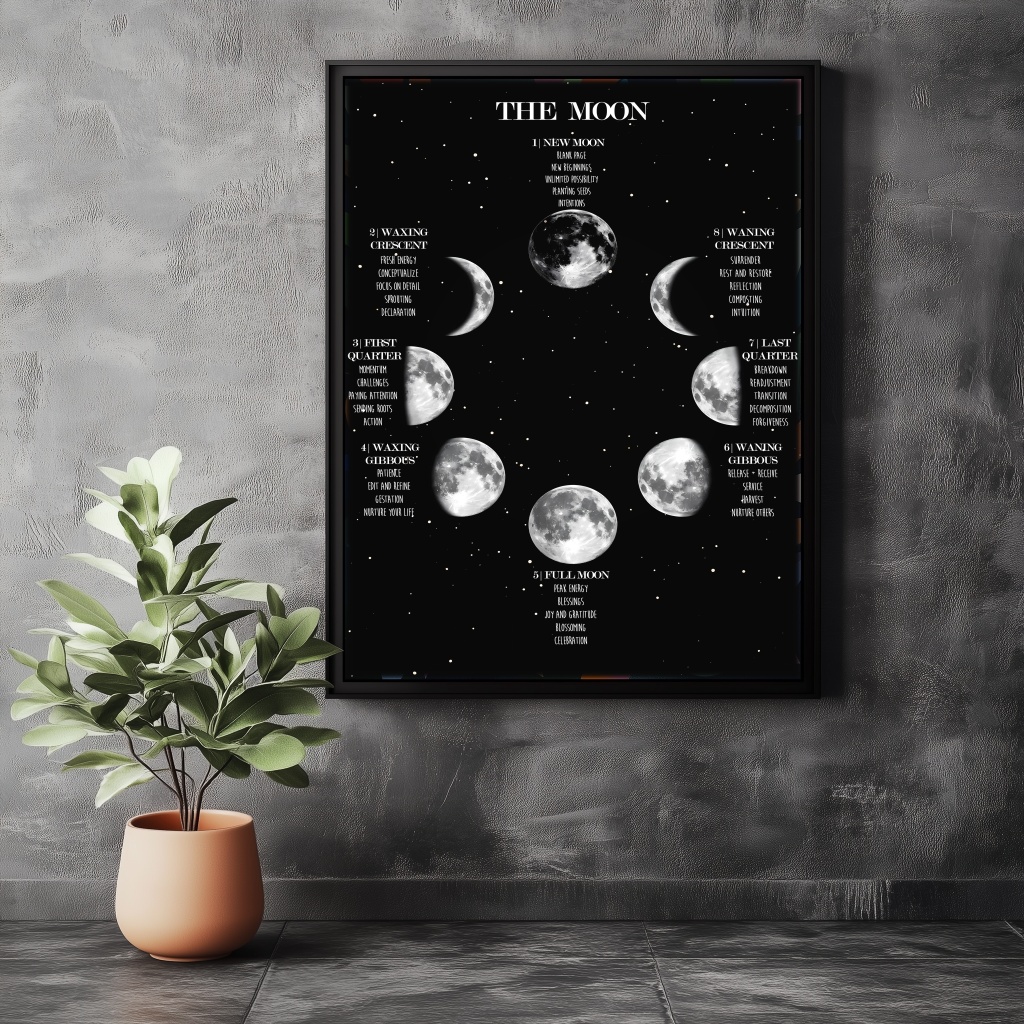 THE MOON
1| NEW MOON
BLANK PAGE
NEW BEGINNINGS
UNLIMITED POSSIBILITY
PLANTING SEEDS
INTENTIONS
2| WAXING
CRESCENT
FRESH ENERGY
CONCEPTUALIZE
FOCUS ON DETAIL
SPROUTING
DECLARATION
3| FIRST
QUARTER
MOMENTUM
CHALLENGES
PAYING ATTENTION
SENDING ROOTS
ACTION
4| WAXING
GIBBOUS
PATIENCE
EDIT AND REFINE
GESTATION
NURTURE YOUR LIFE
5| FULL MOON
PEAK ENERGY
BLESSINGS
JOY AND GRATITUDE
BLOSSOMING
CELEBRATION
6| WANING
GIBBOUS
RELEASE + RECEIVE
SERVICE
HARVEST
NURTURE OTHERS
7| LAST
QUARTER
BREAKDOWN
READJUSTMENT
TRANSITION
DECOMPOSITION
FORGIVENESS
8| WANING
CRESCENT
SURRENDER
REST AND RESTORE
REFLECTION
COMPOSTING
INTUITION